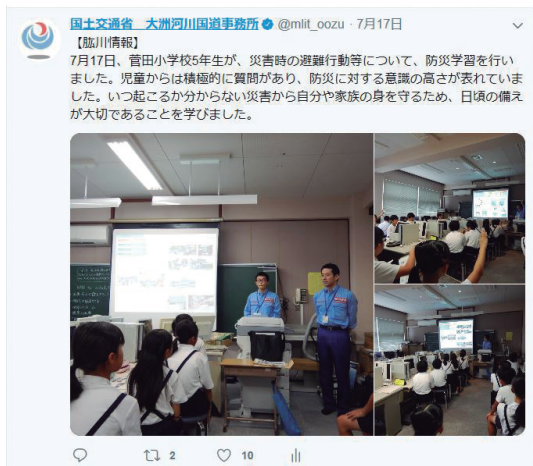 国土交通省　大洲河川国道事務所 @mlit_oozu · 7月17日
【肱川情報】
7月17日、菅田小学校5年生が、災害時の避難行動等について、防災学習を行い
ました。児童からは積極的に質問があり、防災に対する意識の高さが表れていま
した。いつ起こるか分からない災害から自分や家族の身を守るため、日頃の備え
が大切であることを学びました。
2
10